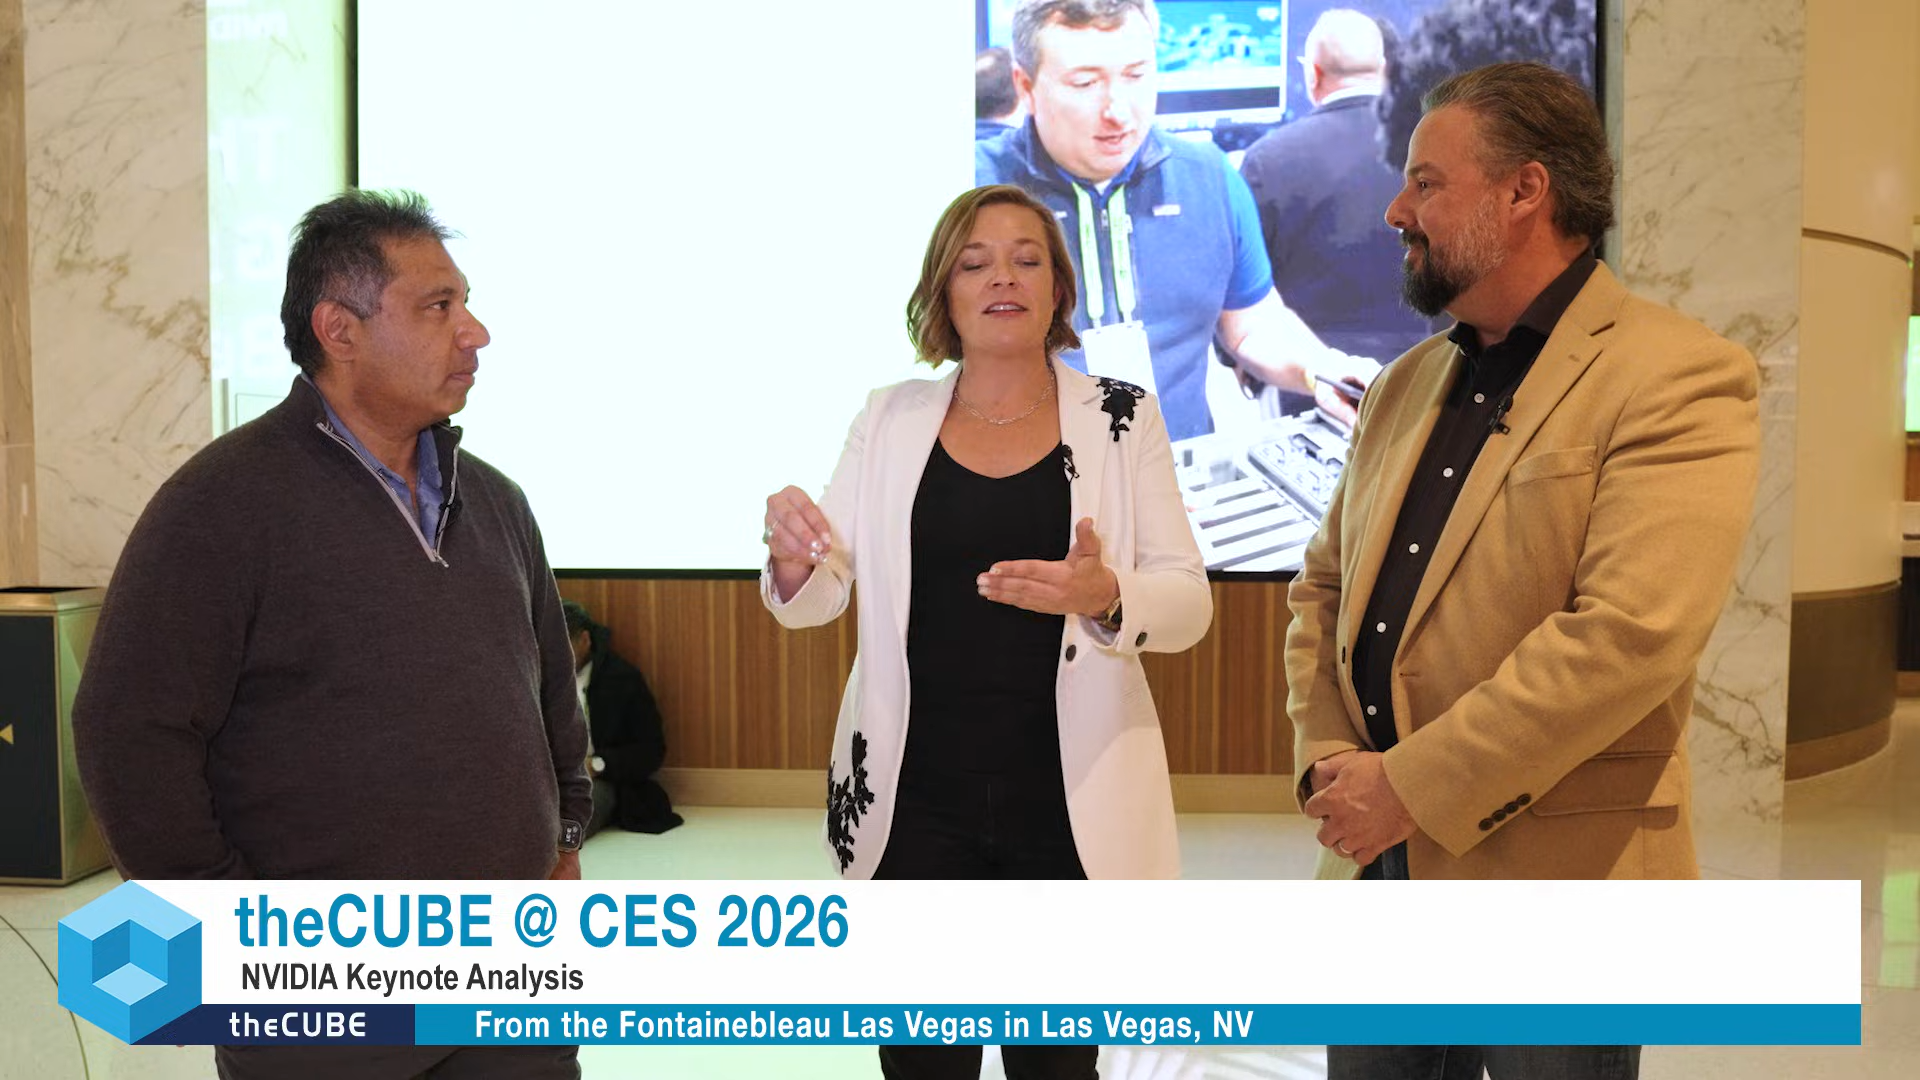 theCUBE @ CES 2026
NVIDIA Keynote Analysis
theCUBE
From the Fontainebleau Las Vegas in Las Vegas, NV